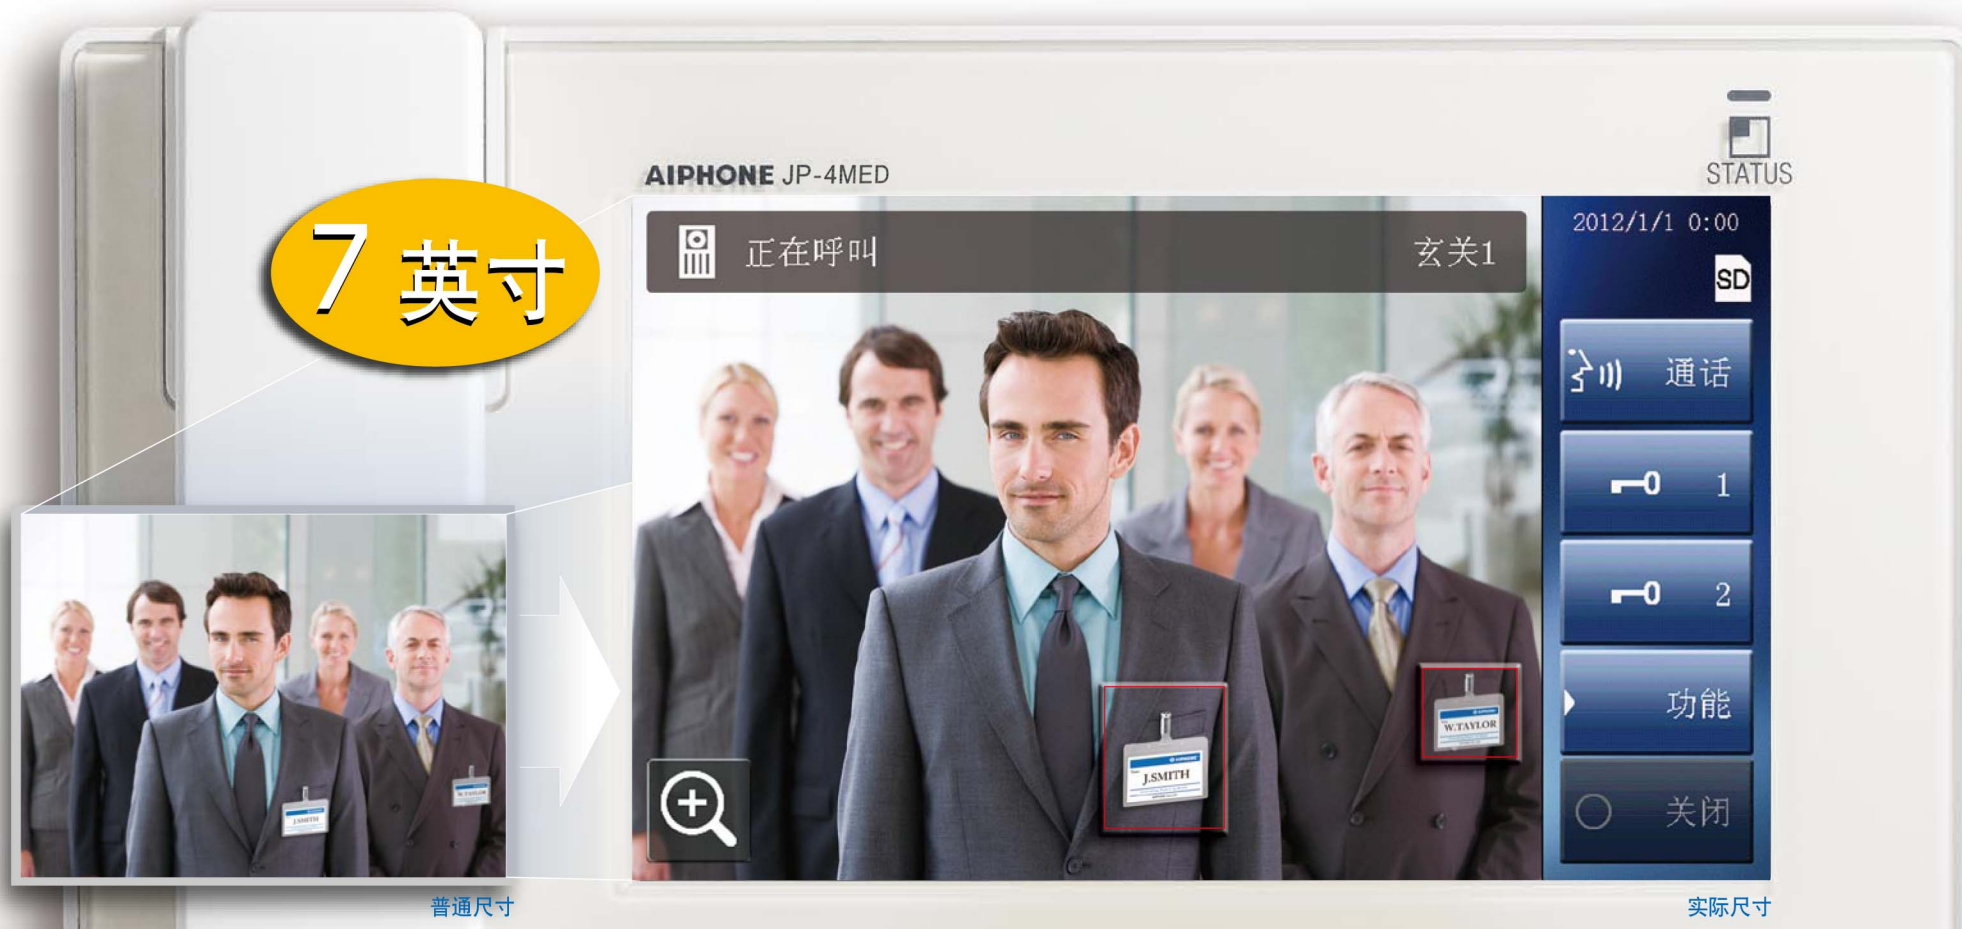 AIPHONE JP-4MED
STATUS
7 英寸
正在呼叫
玄关1
2012/1/1 0:00
SD
通话
1
2
功能
关闭
W.TAYLOR
J.SMITH
J.SMITH
W.TAYLOR
普通尺寸
实际尺寸